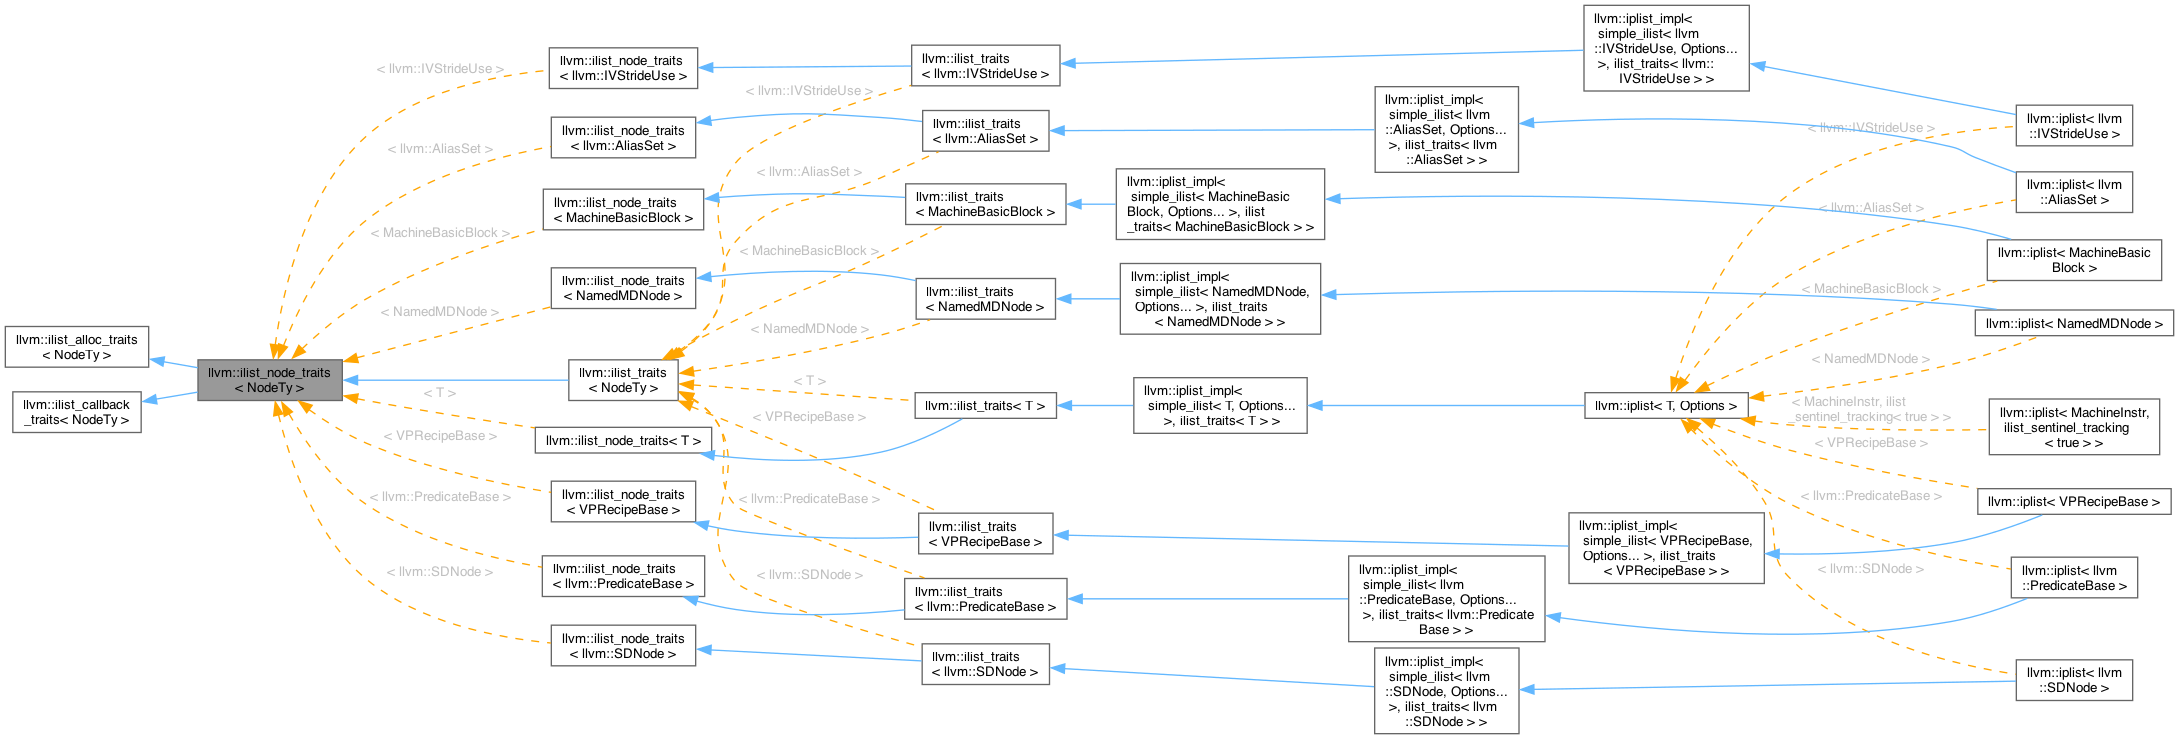 llvm::ilist_alloc_traits
< NodeTy >
llvm::ilist_callback
_traits< NodeTy >
llvm::ilist_node_traits
< NodeTy >
< llvm::IVStrideUse >
< llvm::AliasSet >
< MachineBasicBlock >
< NamedMDNode >
< T >
< VPRecipeBase >
< llvm::PredicateBase >
< llvm::SDNode >
llvm::ilist_node_traits
< llvm::IVStrideUse >
llvm::ilist_node_traits
< llvm::AliasSet >
llvm::ilist_node_traits
< MachineBasicBlock >
llvm::ilist_node_traits
< NamedMDNode >
llvm::ilist_traits
< NodeTy >
llvm::ilist_node_traits< T >
llvm::ilist_node_traits
< VPRecipeBase >
llvm::ilist_node_traits
< llvm::PredicateBase >
llvm::ilist_node_traits
< llvm::SDNode >
< llvm::IVStrideUse >
< llvm::AliasSet >
< MachineBasicBlock >
< NamedMDNode >
< T >
< VPRecipeBase >
< llvm::PredicateBase >
< llvm::SDNode >
llvm::ilist_traits
< llvm::IVStrideUse >
llvm::ilist_traits
< llvm::AliasSet >
llvm::ilist_traits
< MachineBasicBlock >
llvm::ilist_traits
< NamedMDNode >
llvm::ilist_traits< T >
llvm::ilist_traits
< VPRecipeBase >
llvm::ilist_traits
< llvm::PredicateBase >
llvm::ilist_traits
< llvm::SDNode >
llvm::iplist_impl<
simple_ilist< MachineBasic
Block, Options... >, ilist
_traits< MachineBasicBlock > >
llvm::iplist_impl<
simple_ilist< NamedMDNode,
Options... >, ilist_traits
< NamedMDNode > >
llvm::iplist_impl<
simple_ilist< T, Options...
>, ilist_traits< T > >
llvm::iplist_impl<
simple_ilist< llvm
::AliasSet, Options...
>, ilist_traits< llvm
::AliasSet > >
llvm::iplist_impl<
simple_ilist< llvm
::PredicateBase, Options...
>, ilist_traits< llvm::Predicate
Base > >
llvm::iplist_impl<
simple_ilist< llvm
::SDNode, Options...
>, ilist_traits< llvm
::SDNode > >
llvm::iplist_impl<
simple_ilist< llvm
::IVStrideUse, Options...
>, ilist_traits< llvm::
IVStrideUse > >
llvm::iplist< T, Options >
llvm::iplist_impl<
simple_ilist< VPRecipeBase,
Options... >, ilist_traits
< VPRecipeBase > >
< llvm::IVStrideUse >
< llvm::AliasSet >
< MachineBasicBlock >
< NamedMDNode >
< MachineInstr, ilist
_sentinel_tracking< true > >
< VPRecipeBase >
< llvm::PredicateBase >
< llvm::SDNode >
llvm::iplist< llvm
::IVStrideUse >
llvm::iplist< llvm
::AliasSet >
llvm::iplist< MachineBasic
Block >
llvm::iplist< NamedMDNode >
llvm::iplist< MachineInstr,
ilist_sentinel_tracking
< true > >
llvm::iplist< VPRecipeBase >
llvm::iplist< llvm
::PredicateBase >
llvm::iplist< llvm
::SDNode >